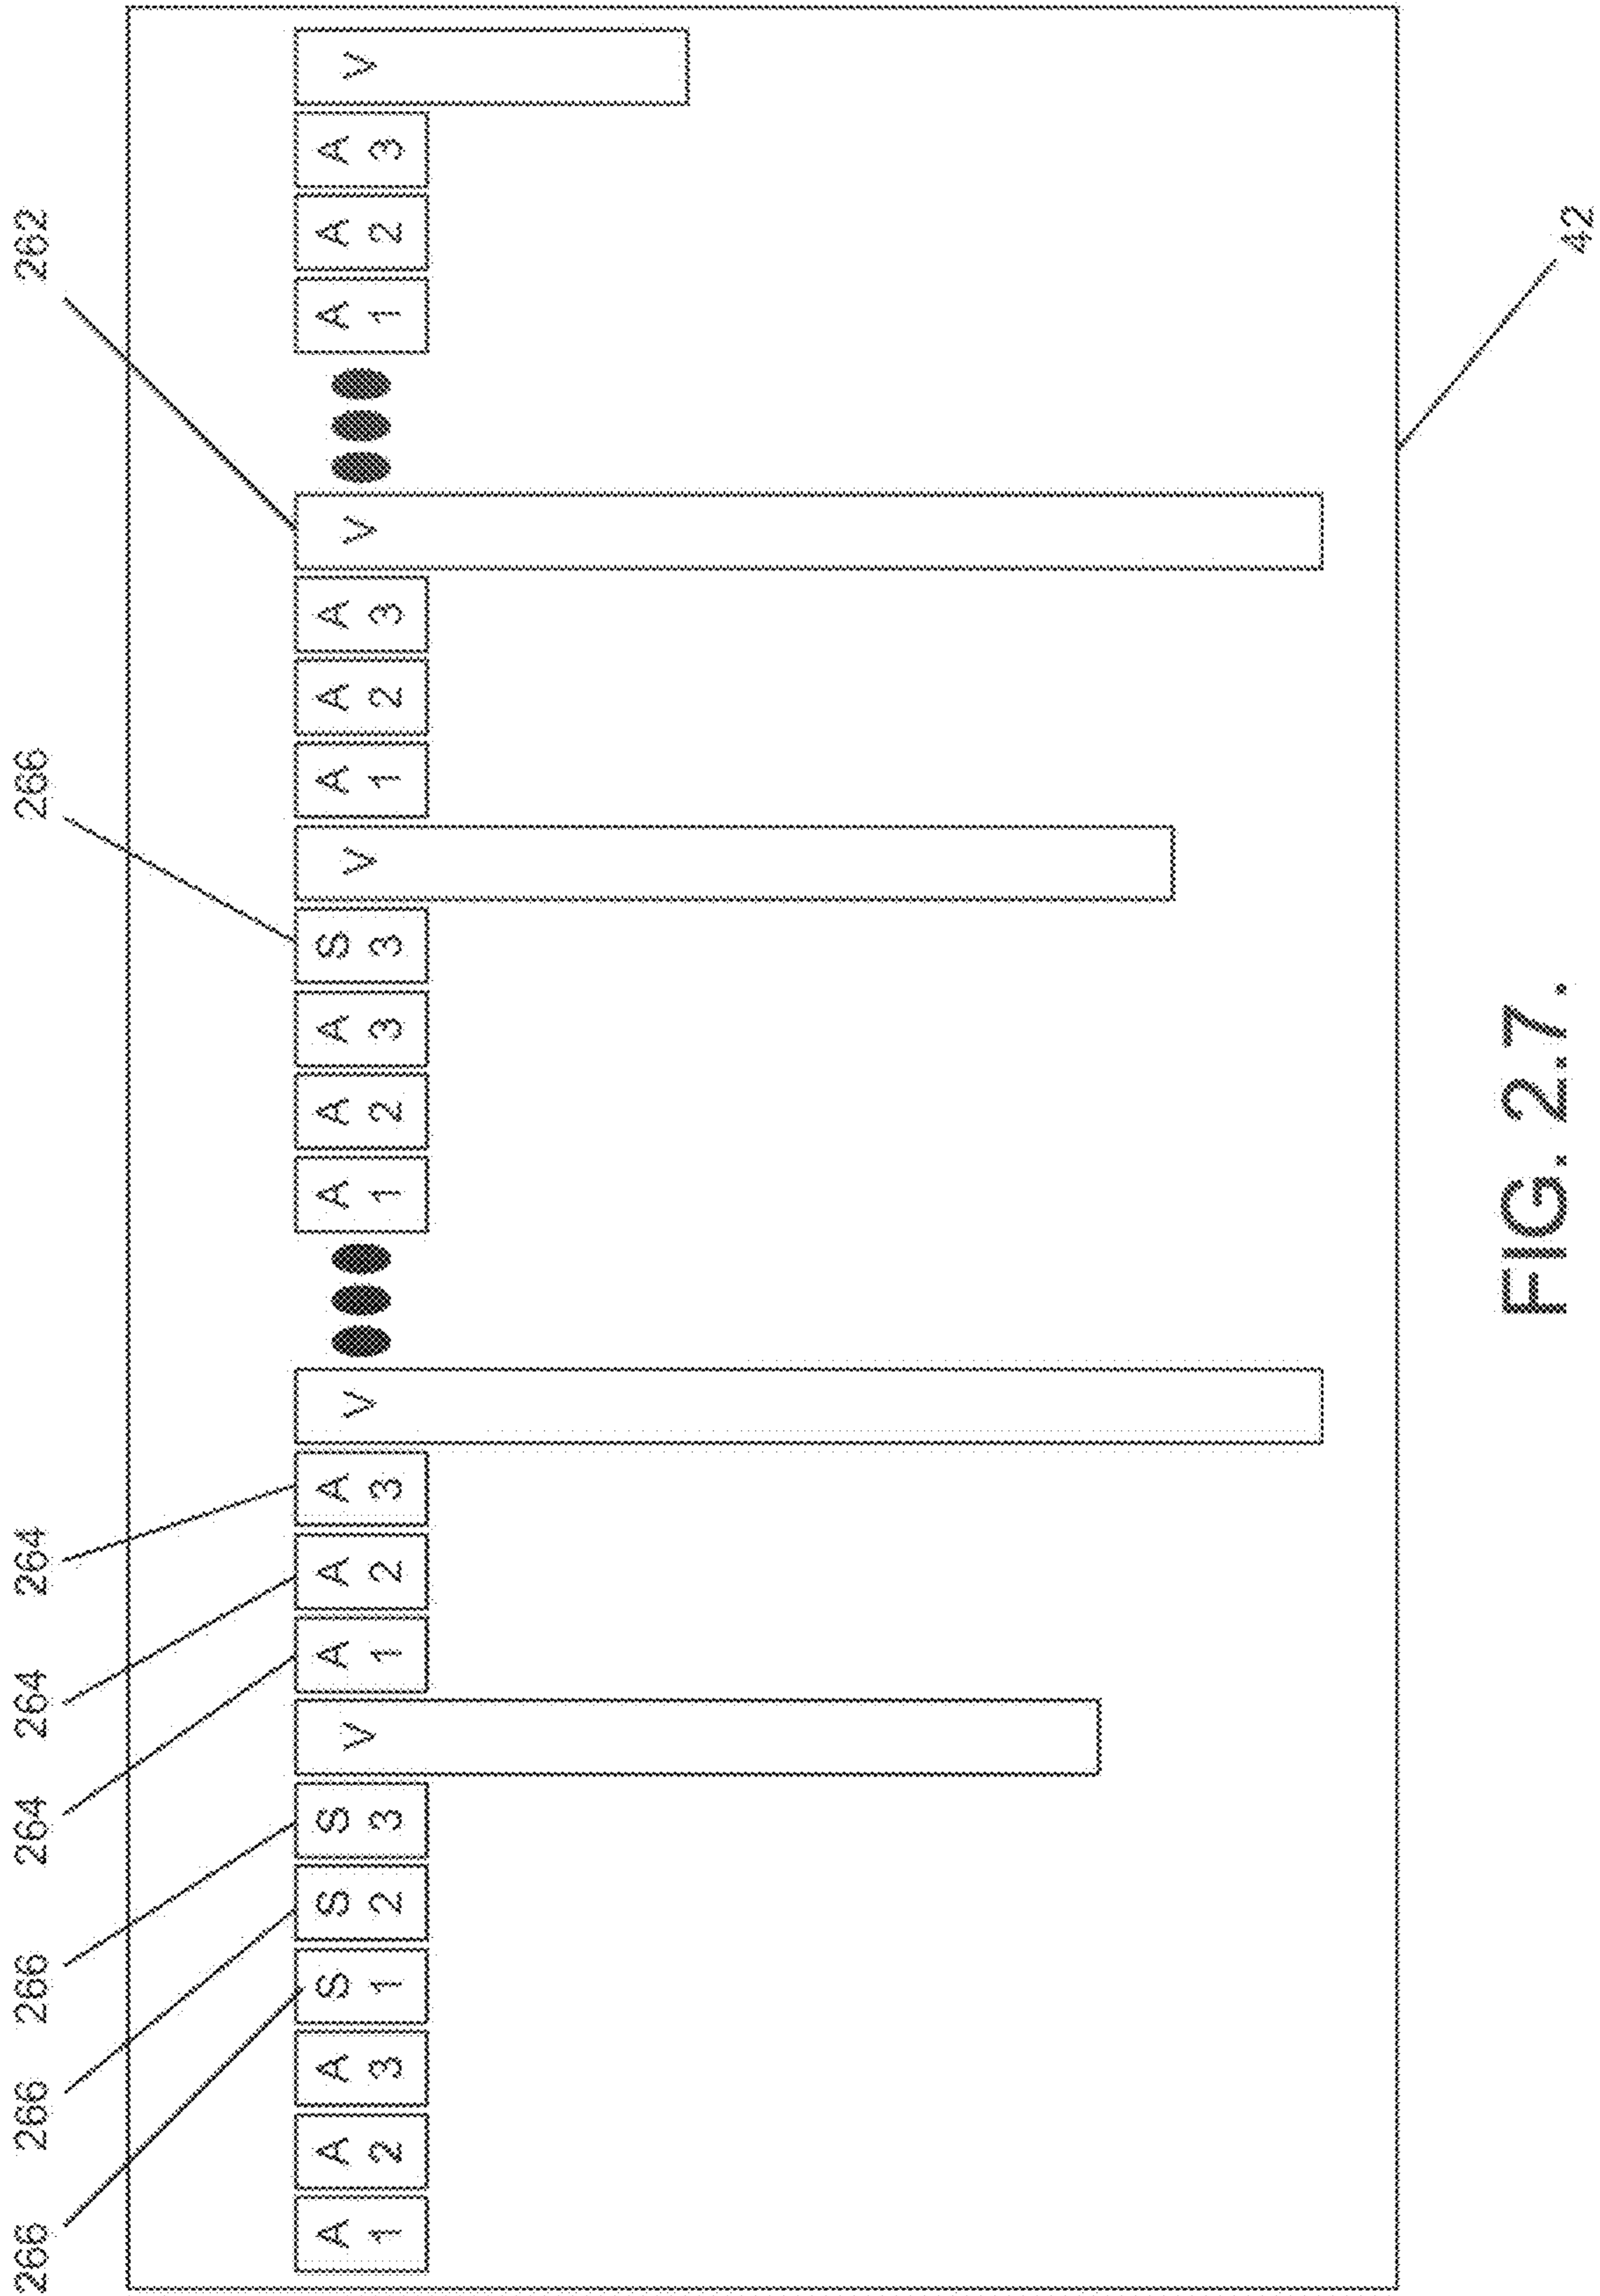 266 266 266 264 264 264 266 262
A A A S S S V A A A V A A A S V A A A V A A A V
1 2 3 1 2 3 1 2 3 1 2 3 3 1 2 3 1 2 3
42
FIG. 2.7.